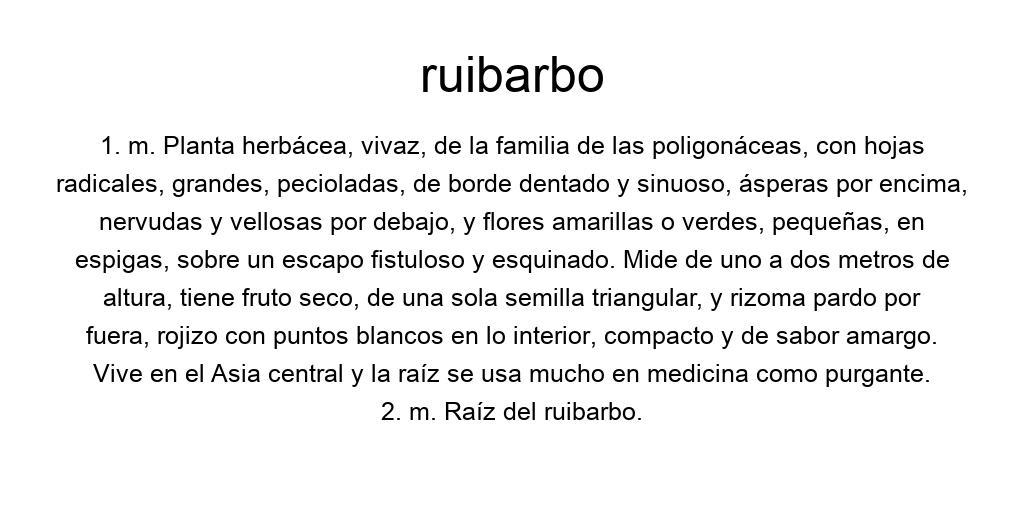 ruibarbo
1. m. Planta herbácea, vivaz, de la familia de las poligonáceas, con hojas
radicales, grandes, pecioladas, de borde dentado y sinuoso, ásperas por encima,
nervudas y vellosas por debajo, y flores amarillas o verdes, pequeñas, en
espigas, sobre un escapo fistuloso y esquinado. Mide de uno a dos metros de
altura, tiene fruto seco, de una sola semilla triangular, y rizoma pardo por
fuera, rojizo con puntos blancos en lo interior, compacto y de sabor amargo.
Vive en el Asia central y la raíz se usa mucho en medicina como purgante.
2. m. Raíz del ruibarbo.